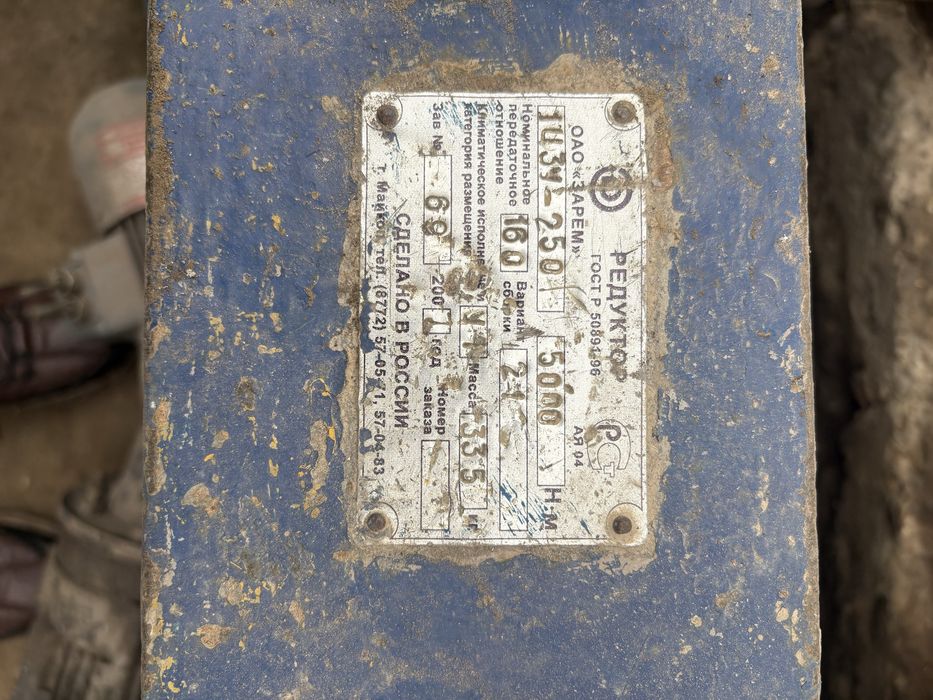 РЕДУКТОР
ГОСТ Р 50891-96
АЯ 04
ОАО «ЗАРЕМ»
1Ц3У-250 5000 Н·м
Номинальное передаточное отношение 160 Вариант сборки 21
Климатическое исполнение и категория размещения У1 Масса 335 кг
Зав № 69 2007 год Номер заказа
СДЕЛАНО В РОССИИ
г. Майкоп тел. (8772) 57-05-71, 57-04-83